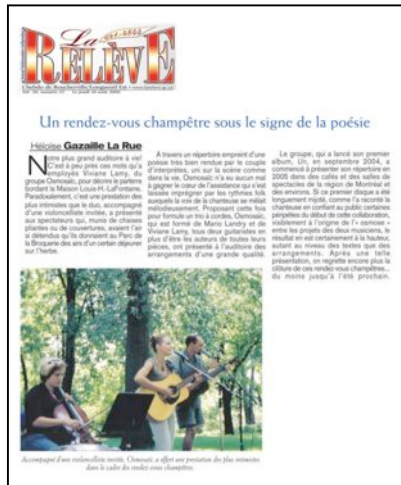 La
RELÈVE
Un rendez-vous champêtre sous le signe de la poésie
Héloïse Gazaille La Rue
Notre plus grand auditoire à vie!
C'est à peu près ces mots qu'a
employés Viviane Lamy, du
groupe Osmosaïc, pour décrire le parterre
bordant la Maison Louis-H.-LaFontaine.
Paradoxalement, c'est une prestation des
plus intimistes que le duo, accompagné
d'une violoncelliste invitée, a présenté
aux spectateurs qui, munis de chaises
pliantes ou de couvertures, avaient l'air
si détendus qu'ils donnaient au Parc de
la Broquerie des airs d'un certain déjeuner
sur l'herbe.
A travers un répertoire empreint d'une
poésie très bien rendue par le couple
d'interprètes, uni sur la scène comme
dans la vie, Osmosaïc n'a eu aucun mal
à gagner le cœur de l'assistance qui s'est
laissée imprégner par les rythmes folk
auxquels la voix de la chanteuse se mêlait
mélodieusement. Proposant cette fois
pour formule un trio à cordes, Osmosaïc,
qui est formé de Mario Landry et de
Viviane Lamy, tous deux guitaristes en
plus d'être les auteurs de toutes leurs
pièces, ont présenté à l'auditoire des
arrangements d'une grande qualité.
Le groupe, qui a lancé son premier
album, Un, en septembre 2004, a
commencé à présenter son répertoire en
2005 dans des cafés et des salles de
spectacles de la région de Montréal et
des environs. Si ce premier disque a été
longuement mijoté, comme l'a raconté la
chanteuse en confiant au public certaines
péripéties du début de cette collaboration,
visiblement à l'origine de l'« osmose »
entre les projets des deux musiciens, le
résultat en est certainement à la hauteur,
autant au niveau des textes que des
arrangements. Après une telle
présentation, on regrette encore plus la
clôture de ces rendez-vous champêtres...
du moins jusqu'à l'été prochain.
Accompagné d'une violoncelliste invitée, Osmosaïc a offert une prestation des plus intimistes
dans le cadre des rendez-vous champêtres.